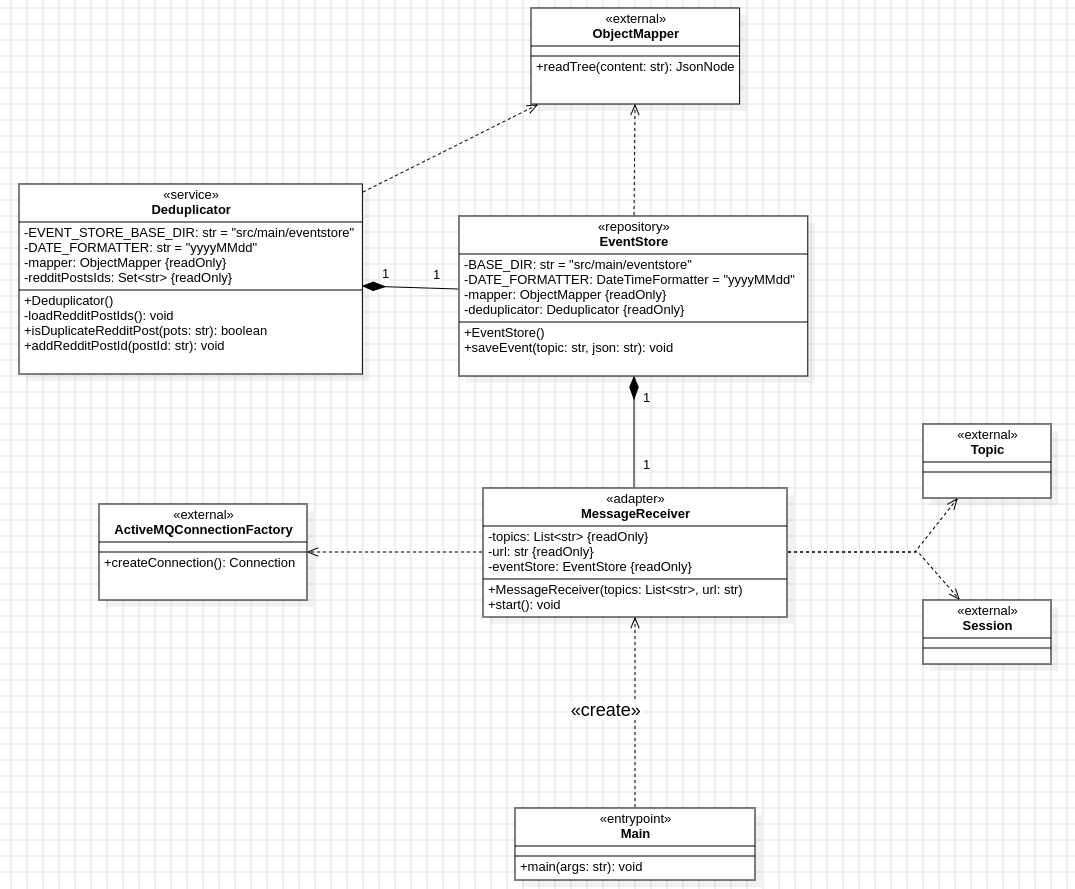 «external»
ObjectMapper
+readTree(content: str): JsonNode
«service»
Deduplicator
-EVENT_STORE_BASE_DIR: str = "src/main/eventstore"
-DATE_FORMATTER: str = "yyyyMMdd"
-mapper: ObjectMapper {readOnly}
-redditPostsIds: Set<str> {readOnly}
+Deduplicator()
-loadRedditPostIds(): void
+isDuplicateRedditPost(pots: str): boolean
+addRedditPostId(postId: str): void
1
1
«repository»
EventStore
-BASE_DIR: str = "src/main/eventstore"
-DATE_FORMATTER: DateTimeFormatter = "yyyyMMdd"
-mapper: ObjectMapper {readOnly}
-deduplicator: Deduplicator {readOnly}
+EventStore()
+saveEvent(topic: str, json: str): void
1
1
«external»
Topic
«external»
ActiveMQConnectionFactory
+createConnection(): Connection
«adapter»
MessageReceiver
-topics: List<str> {readOnly}
-url: str {readOnly}
-eventStore: EventStore {readOnly}
+MessageReceiver(topics: List<str>, url: str)
+start(): void
«external»
Session
«create»
«entrypoint»
Main
+main(args: str): void